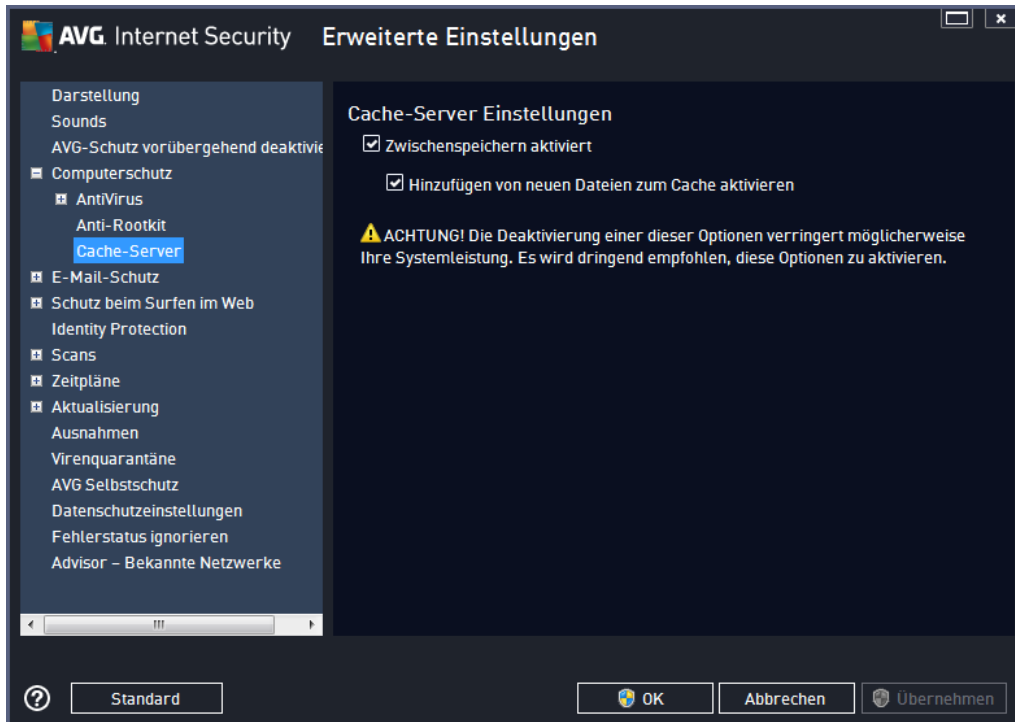 AVG. Internet Security Erweiterte Einstellungen
Darstellung
Sounds
AVG-Schutz vorübergehend deaktivie
Computerschutz
AntiVirus
Anti-Rootkit
Cache-Server
E-Mail-Schutz
Schutz beim Surfen im Web
Identity Protection
Scans
Zeitpläne
Aktualisierung
Ausnahmen
Virenquarantäne
AVG Selbstschutz
Datenschutzeinstellungen
Fehlerstatus ignorieren
Advisor – Bekannte Netzwerke
Cache-Server Einstellungen
Zwischenspeichern aktiviert
Hinzufügen von neuen Dateien zum Cache aktivieren
ACHTUNG! Die Deaktivierung einer dieser Optionen verringert möglicherweise
Ihre Systemleistung. Es wird dringend empfohlen, diese Optionen zu aktivieren.
? Standard OK Abbrechen Übernehmen